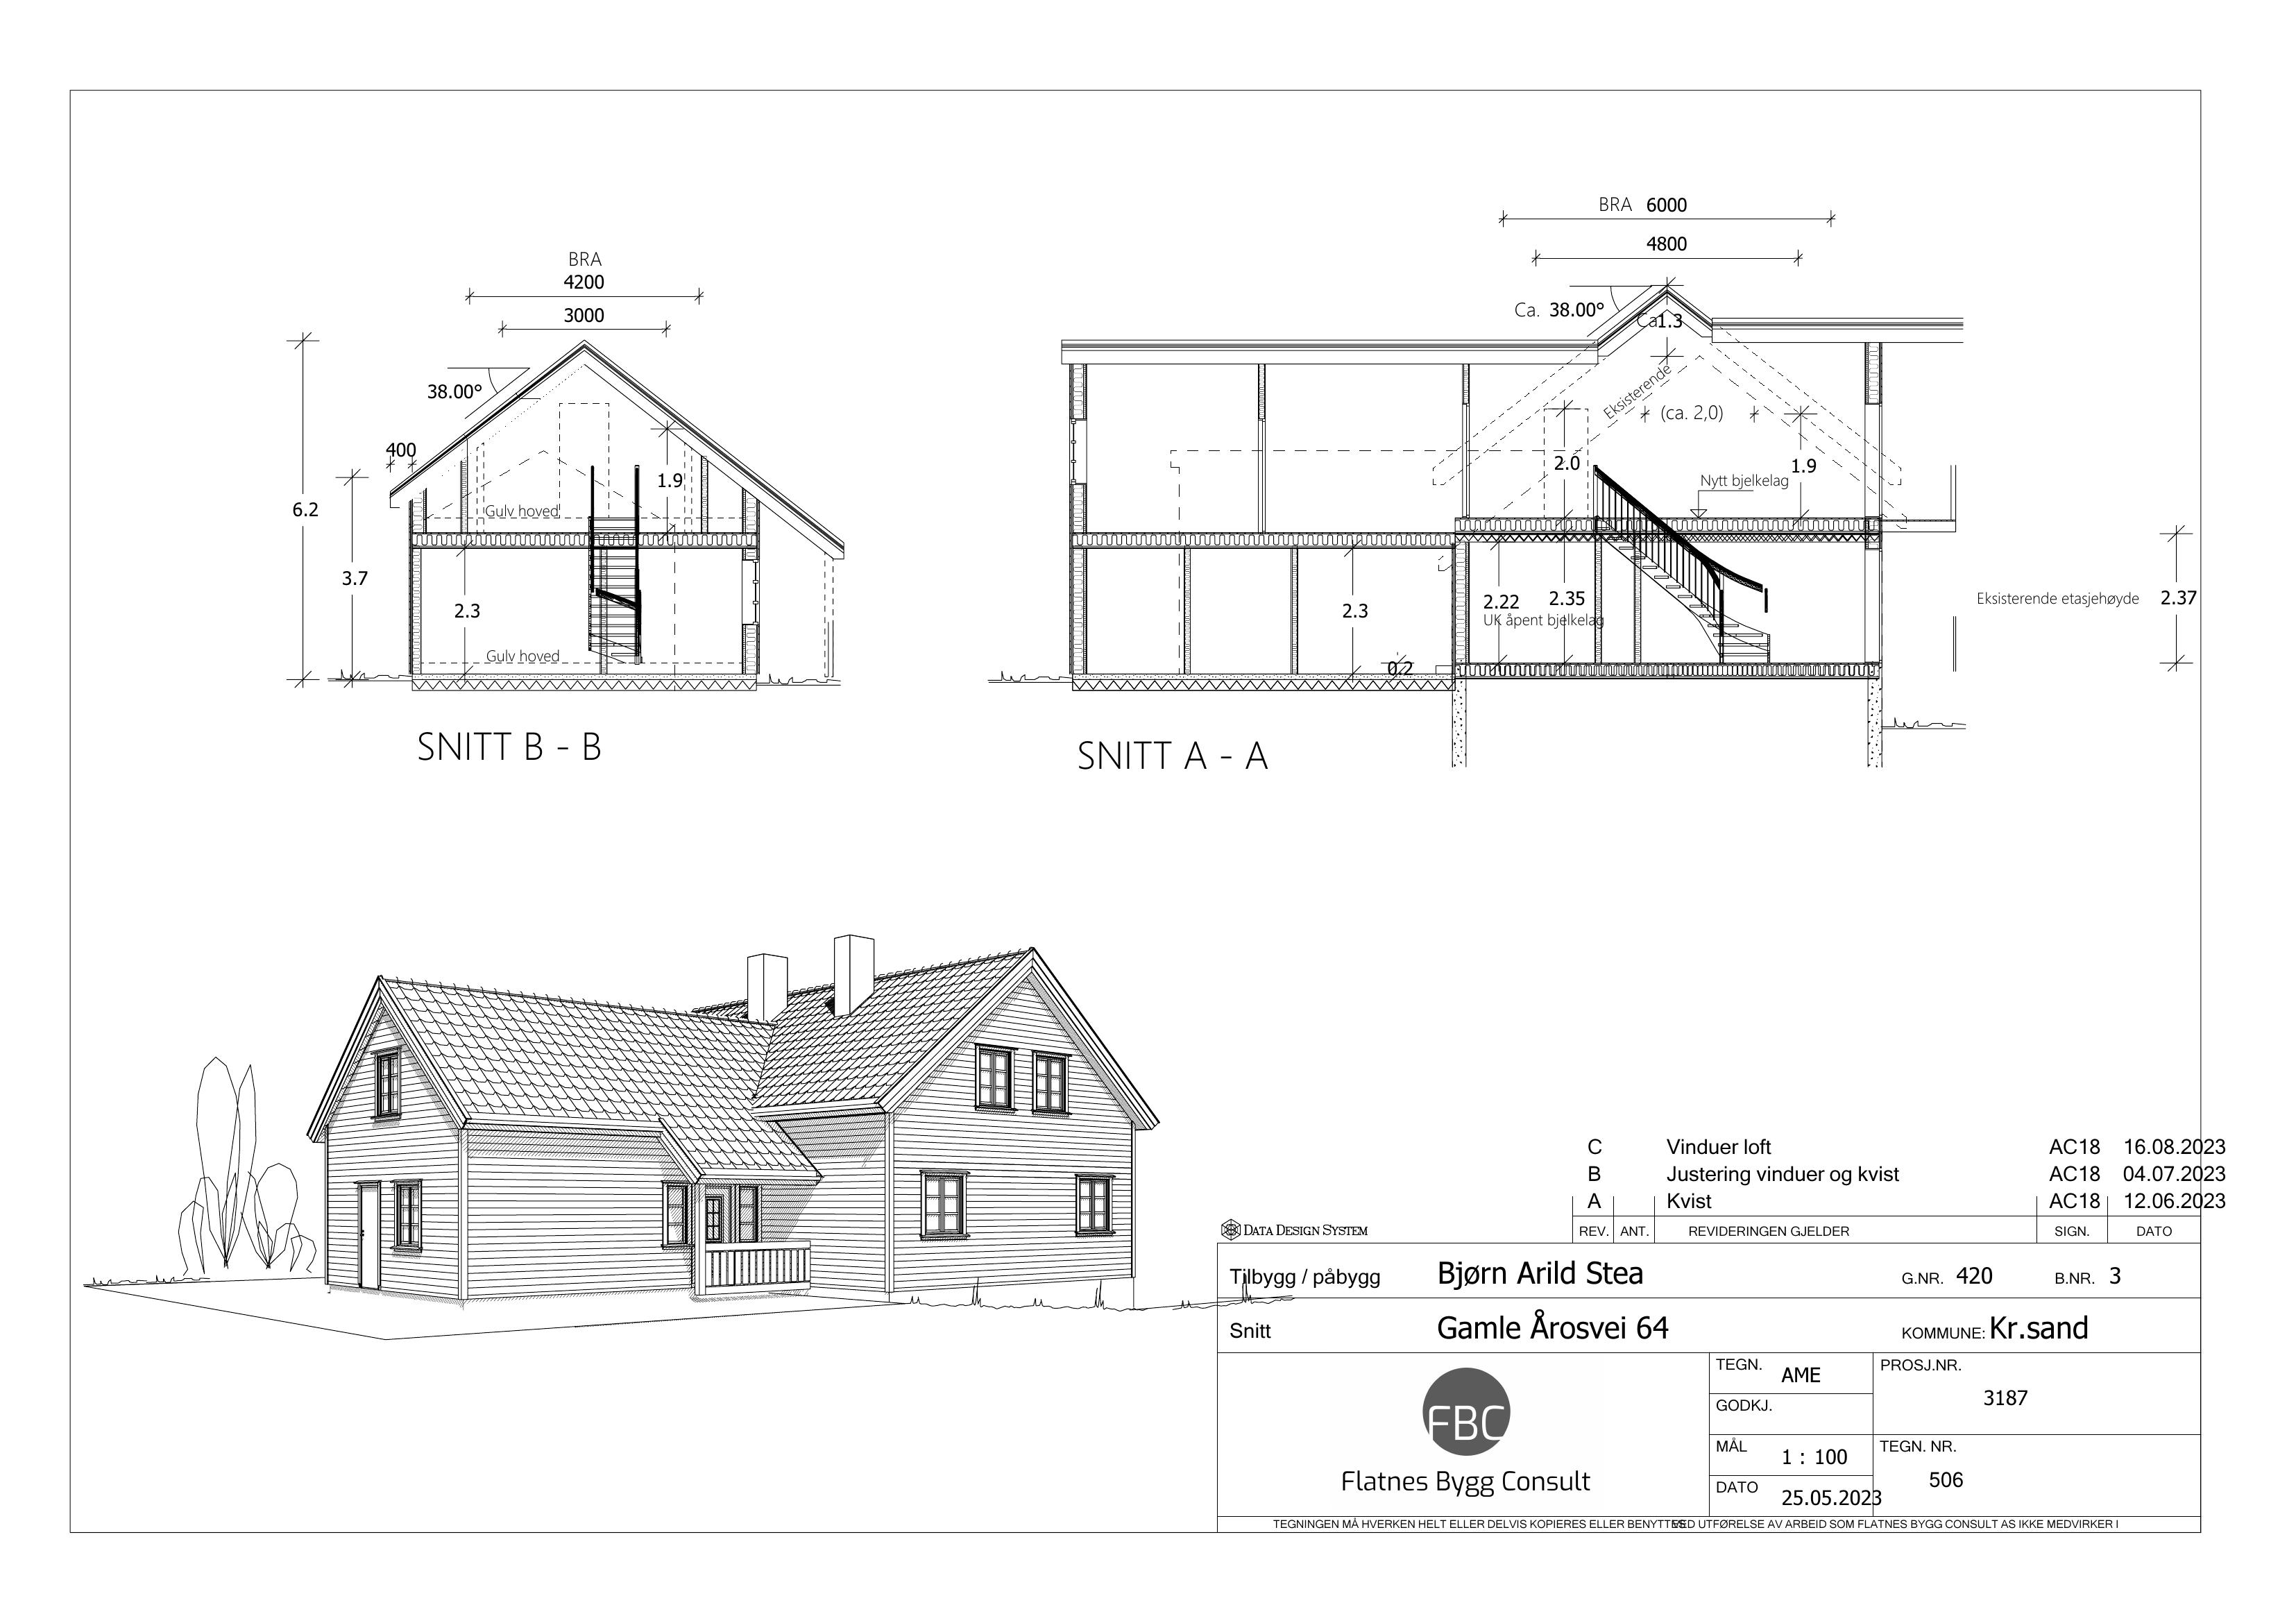 BRA
4200
3000
38.00°
400
6.2
3.7
1.9
Gulv hoved
2.3
Gulv hoved
SNITT B - B
BRA 6000
4800
Ca. 38.00°
Ca 1.3
Eksisterende
(ca. 2,0)
2.0
1.9
Nytt bjelkelag
2.3
2.22
2.35
UK åpent bjelkelag
0.2
Eksisterende etasjehøyde 2.37
SNITT A - A
C Vinduer loft AC18 16.08.2023
B Justering vinduer og kvist AC18 04.07.2023
A Kvist AC18 12.06.2023
REV. ANT. REVIDERINGEN GJELDER SIGN. DATO
DATA DESIGN SYSTEM
Tilbygg / påbygg Bjørn Arild Stea G.NR. 420 B.NR. 3
Snitt Gamle Årosvei 64 KOMMUNE: Kr.sand
FBC
Flatnes Bygg Consult
TEGN. AME
GODKJ.
MÅL 1 : 100
DATO 25.05.2023
PROSJ.NR.
3187
TEGN. NR.
506
TEGNINGEN MÅ HVERKEN HELT ELLER DELVIS KOPIERES ELLER BENYTTES VED UTFØRELSE AV ARBEID SOM FLATNES BYGG CONSULT AS IKKE MEDVIRKER I